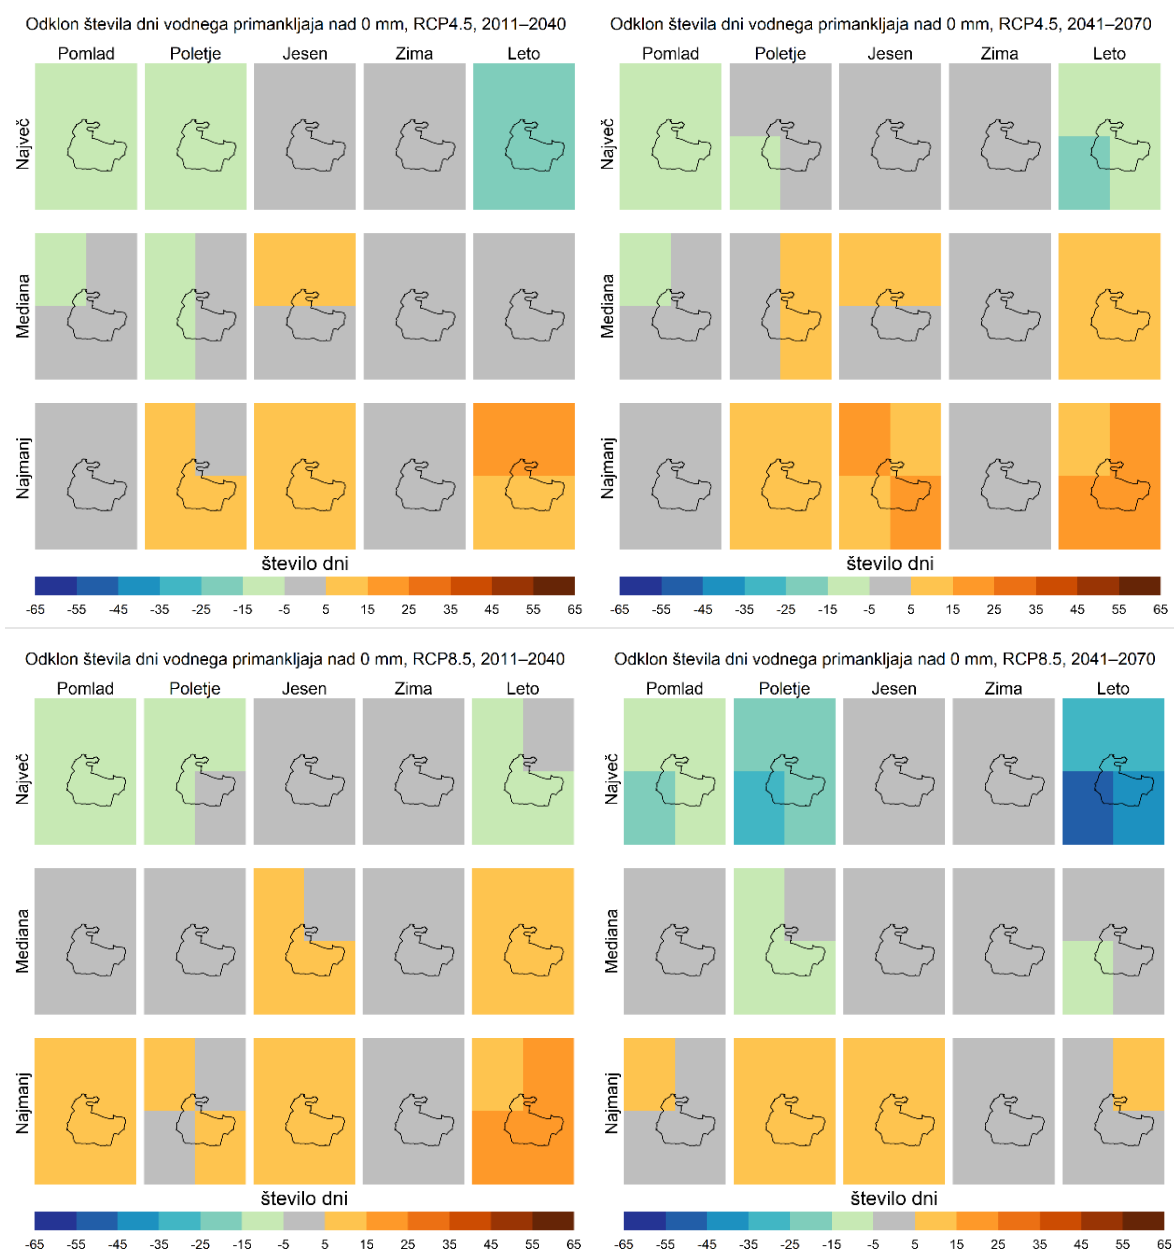 Odklon števila dni vodnega primankljaja nad 0 mm, RCP4.5, 2011–2040
Pomlad Poletje Jesen Zima Leto
Največ
Mediana
Najmanj
število dni
-65 -55 -45 -35 -25 -15 -5 5 15 25 35 45 55 65
Odklon števila dni vodnega primankljaja nad 0 mm, RCP4.5, 2041–2070
Pomlad Poletje Jesen Zima Leto
Največ
Mediana
Najmanj
število dni
-65 -55 -45 -35 -25 -15 -5 5 15 25 35 45 55 65
Odklon števila dni vodnega primankljaja nad 0 mm, RCP8.5, 2011–2040
Pomlad Poletje Jesen Zima Leto
Največ
Mediana
Najmanj
število dni
-65 -55 -45 -35 -25 -15 -5 5 15 25 35 45 55 65
Odklon števila dni vodnega primankljaja nad 0 mm, RCP8.5, 2041–2070
Pomlad Poletje Jesen Zima Leto
Največ
Mediana
Najmanj
število dni
-65 -55 -45 -35 -25 -15 -5 5 15 25 35 45 55 65